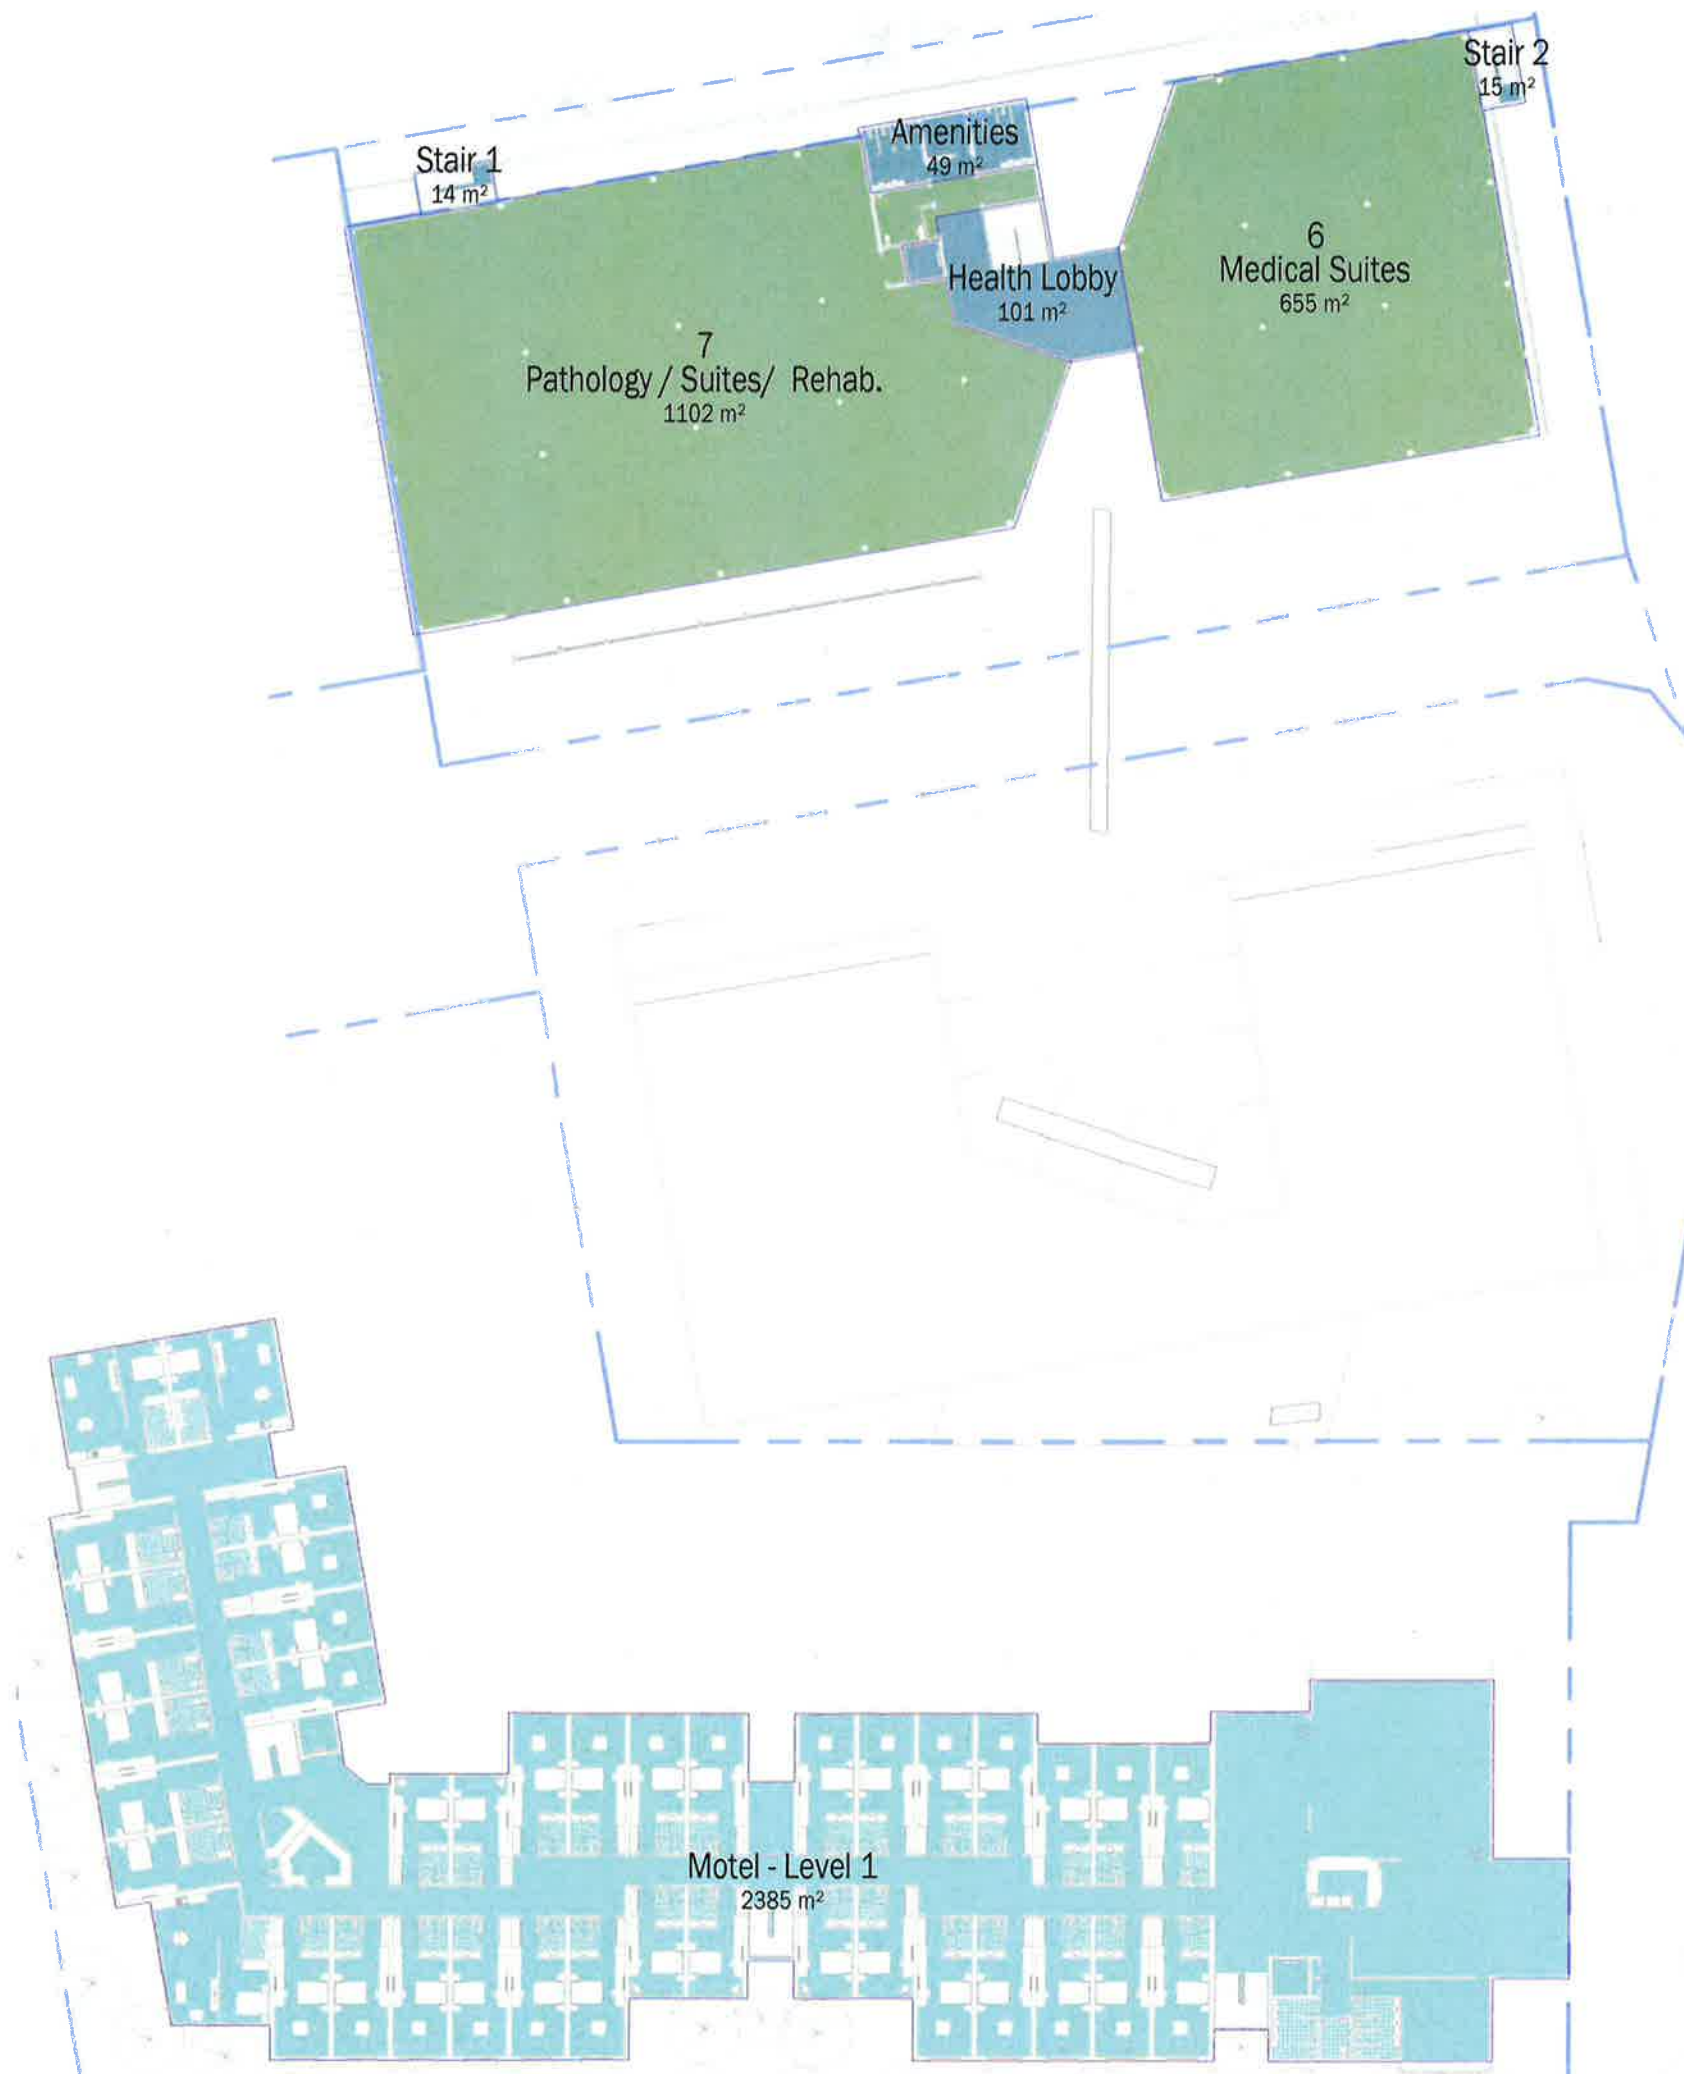 Stair 2
15 m²
Amenities
49 m²
Stair 1
14 m²
6
Medical Suites
655 m²
Health Lobby
101 m²
7
Pathology / Suites/ Rehab.
1102 m²
Motel - Level 1
2385 m²